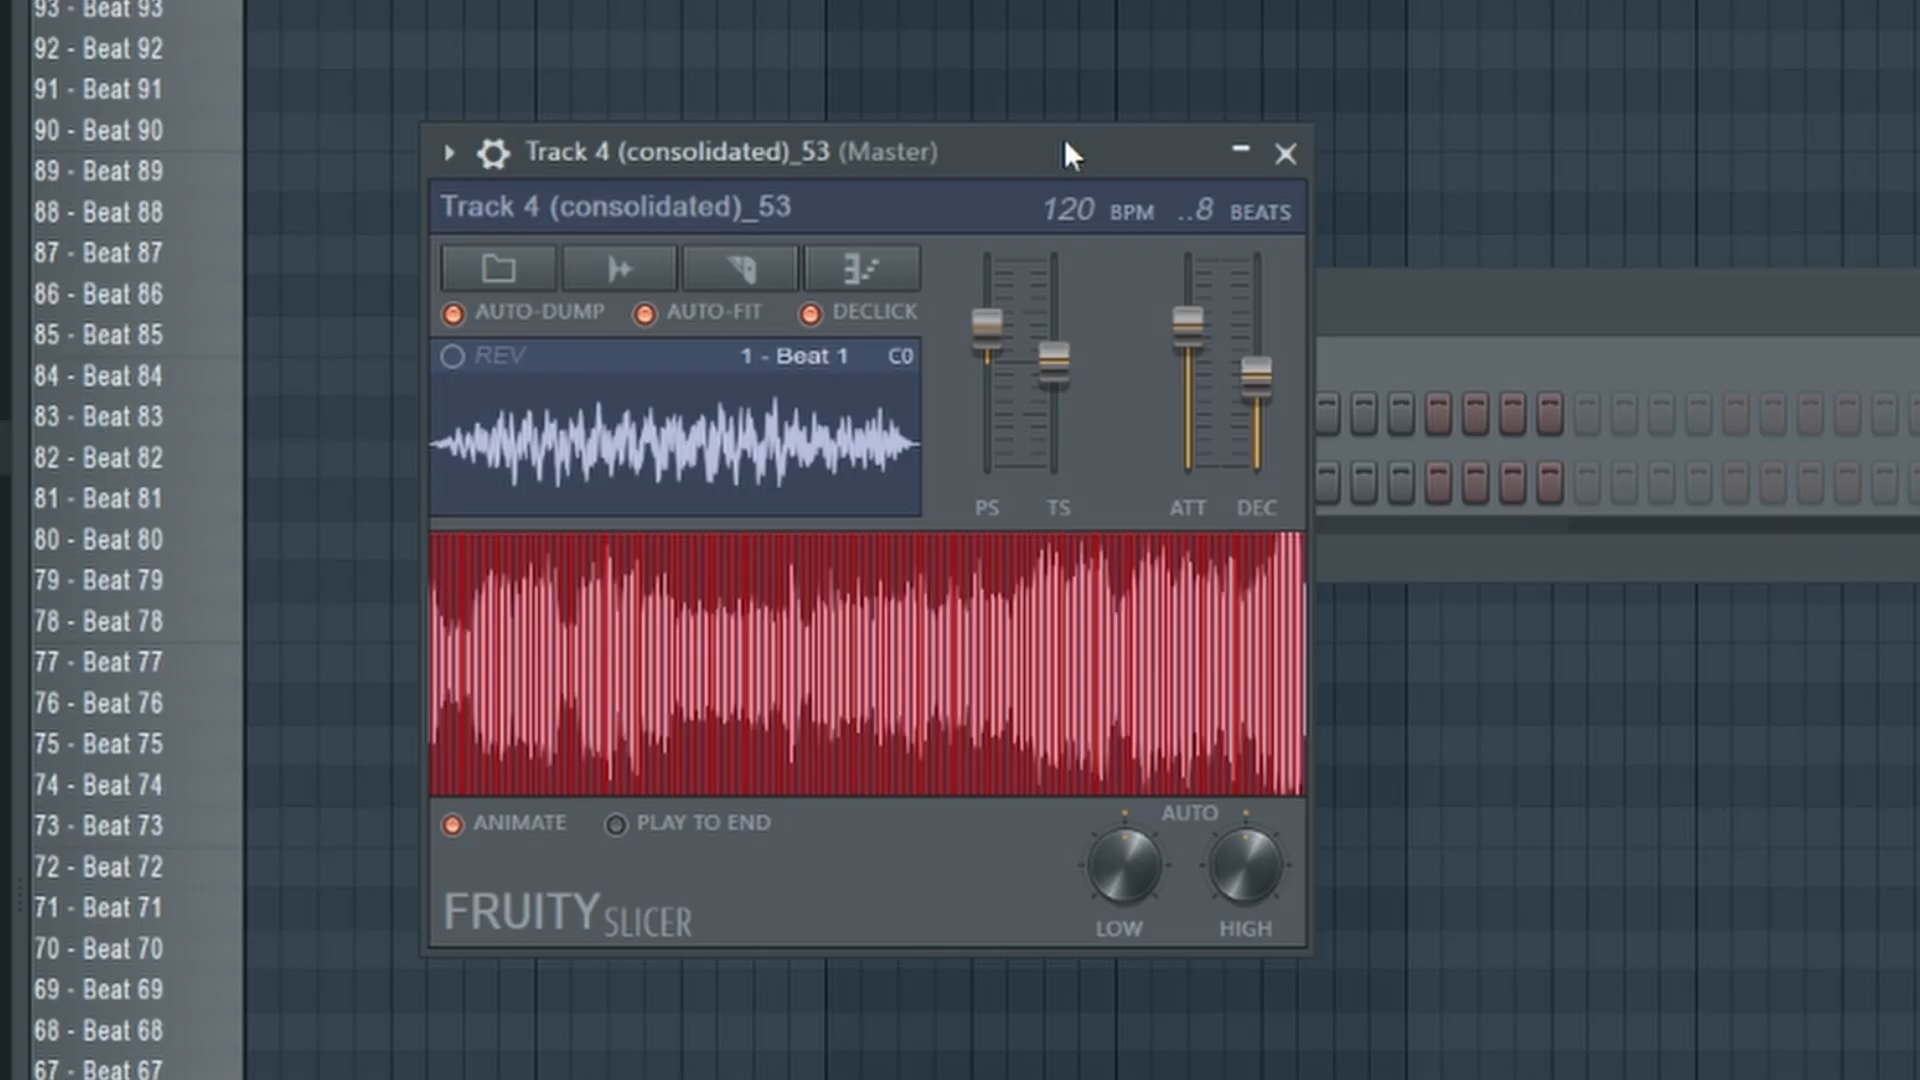 93 - Beat 93
92 - Beat 92
91 - Beat 91
90 - Beat 90
89 - Beat 89
88 - Beat 88
87 - Beat 87
86 - Beat 86
85 - Beat 85
84 - Beat 84
83 - Beat 83
82 - Beat 82
81 - Beat 81
80 - Beat 80
79 - Beat 79
78 - Beat 78
77 - Beat 77
76 - Beat 76
75 - Beat 75
74 - Beat 74
73 - Beat 73
72 - Beat 72
71 - Beat 71
70 - Beat 70
69 - Beat 69
68 - Beat 68
67 - Beat 67
Track 4 (consolidated)_53 (Master)
Track 4 (consolidated)_53 120 BPM ..8 BEATS
AUTO-DUMP AUTO-FIT DECLICK
REV 1 - Beat 1 C0
PS TS ATT DEC
ANIMATE PLAY TO END AUTO
LOW HIGH
FRUITY SLICER